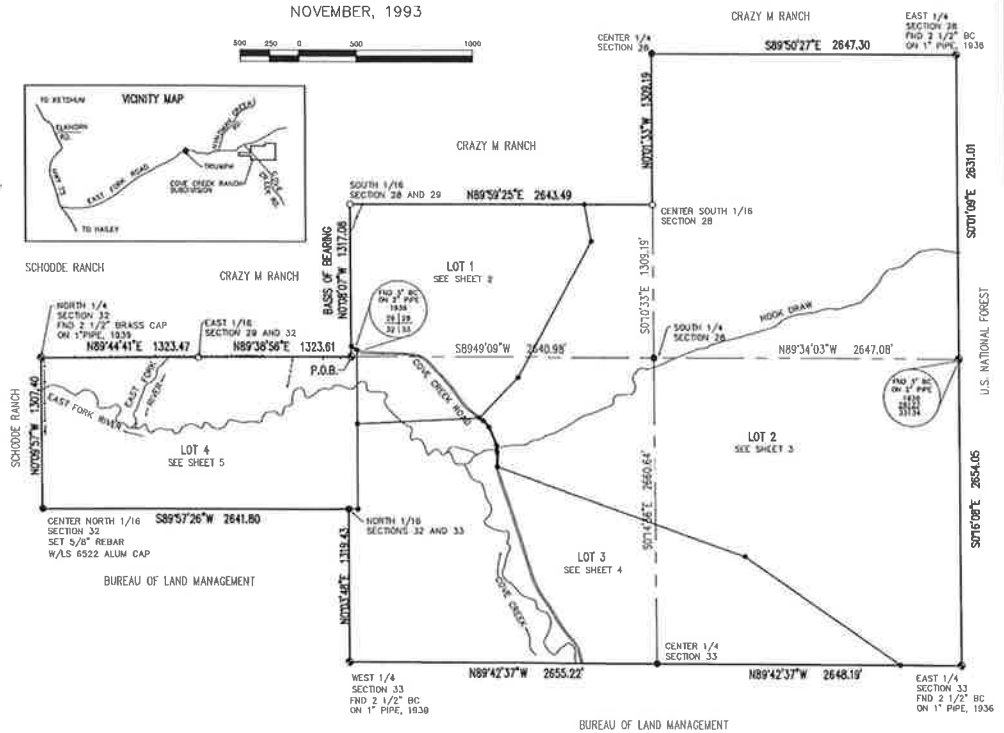 NOVEMBER, 1993
500 250 0 500 1000
CRAZY M RANCH
EAST 1/4
SECTION 28
FND 2 1/2" BC
ON 1" PIPE, 1936
CENTER 1/4
SECTION 28
S89°50'27"E 2647.30
VICINITY MAP
TO KETCHUM
ELKHORN
RD.
HWY 75
EAST FORK ROAD
TRIUMPH
COVE CREEK RANCH
SUBDIVISION
TO HAILEY
N0°01'33"W 1309.19
CRAZY M RANCH
SOUTH 1/16
SECTION 28 AND 29
N89°59'25"E 2643.49
CENTER SOUTH 1/16
SECTION 28
S0°01'09"E 2631.01
BASIS OF BEARING
N0°08'07"W 1317.08
LOT 1
SEE SHEET 2
SCHODDE RANCH
CRAZY M RANCH
FND 3" BC
ON 2" PIPE
1936
29 28
32 33
S0°10'33"E 1309.19'
HOOK DRAW
NORTH 1/4
SECTION 32
FND 2 1/2" BRASS CAP
ON 1"PIPE, 1939
EAST 1/16
SECTION 29 AND 32
N89°44'41"E 1323.47
N89°38'56"E 1323.61
P.O.B.
S8949'09"W 2640.98'
SOUTH 1/4
SECTION 28
N89°34'03"W 2647.08'
U.S. NATIONAL FOREST
SCHODDE RANCH
N0°09'57"W 1307.40
EAST FORK RIVER
EAST FORK
RIVER
COVE CREEK ROAD
LOT 4
SEE SHEET 5
LOT 2
SEE SHEET 3
S0°14'56"E 2660.64'
S0°16'08"E 2654.05
S89°57'26"W 2641.80
CENTER NORTH 1/16
SECTION 32
SET 5/8" REBAR
W/LS 6522 ALUM CAP
NORTH 1/16
SECTIONS 32 AND 33
N0°03'48"E 1319.43
LOT 3
SEE SHEET 4
COVE CREEK
BUREAU OF LAND MANAGEMENT
CENTER 1/4
SECTION 33
WEST 1/4
SECTION 33
FND 2 1/2" BC
ON 1" PIPE, 1939
N89°42'37"W 2655.22'
N89°42'37"W 2648.19'
EAST 1/4
SECTION 33
FND 2 1/2" BC
ON 1" PIPE, 1936
BUREAU OF LAND MANAGEMENT